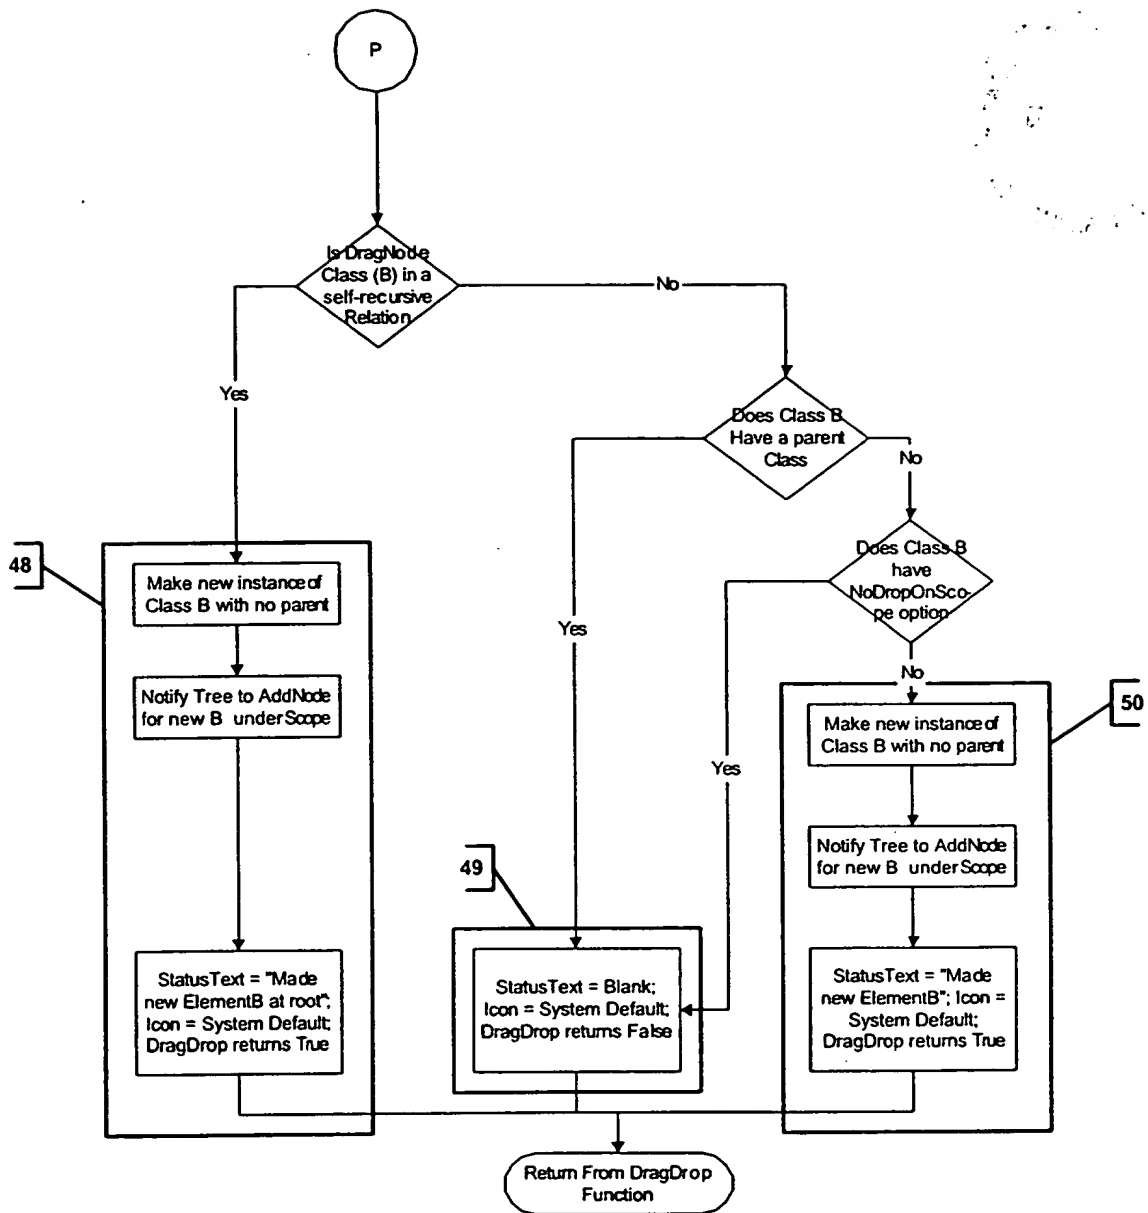 P
Is DragNode
Class (B) in a
self-recursive
Relation
No
Yes
Does Class B
Have a parent
Class
No
Does Class B
have
NoDropOnSco-
pe option
48
Make new instance of
Class B with no parent
Yes
No
Notify Tree to AddNode
for new B under Scope
50
Make new instance of
Class B with no parent
Yes
Notify Tree to AddNode
for new B under Scope
49
StatusText = "Made
new ElementB at root";
Icon = System Default;
DragDrop returns True
StatusText = Blank;
Icon = System Default;
DragDrop returns False
StatusText = "Made
new ElementB"; Icon =
System Default;
DragDrop returns True
Return From DragDrop
Function